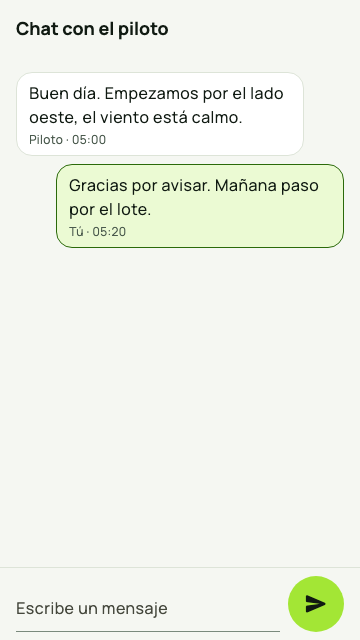 Chat con el piloto
Buen día. Empezamos por el lado
oeste, el viento está calmo.
Piloto · 05:00
Gracias por avisar. Mañana paso
por el lote.
Tú · 05:20
Escribe un mensaje